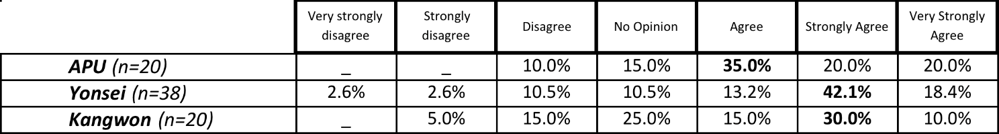 Very strongly disagree Strongly disagree Disagree No Opinion Agree Strongly Agree Very Strongly Agree
APU (n=20) _ _ 10.0% 15.0% 35.0% 20.0% 20.0%
Yonsei (n=38) 2.6% 2.6% 10.5% 10.5% 13.2% 42.1% 18.4%
Kangwon (n=20) _ 5.0% 15.0% 25.0% 15.0% 30.0% 10.0%